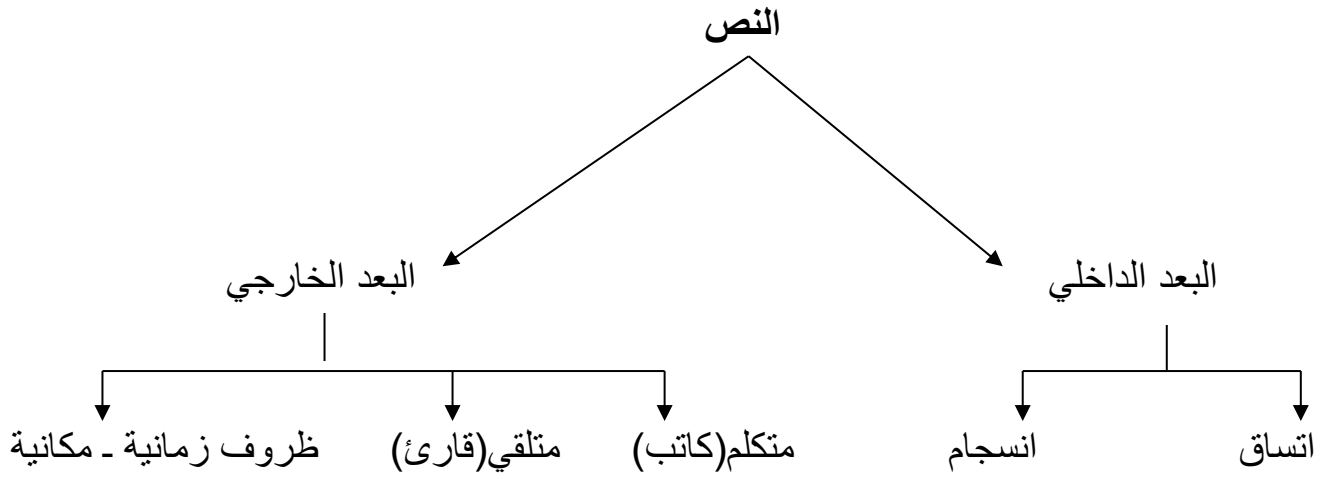 النص
البعد الداخلي
البعد الخارجي
اتساق
انسجام
متكلم(كاتب)
متلقي(قارئ)
ظروف زمانية ـ مكانية